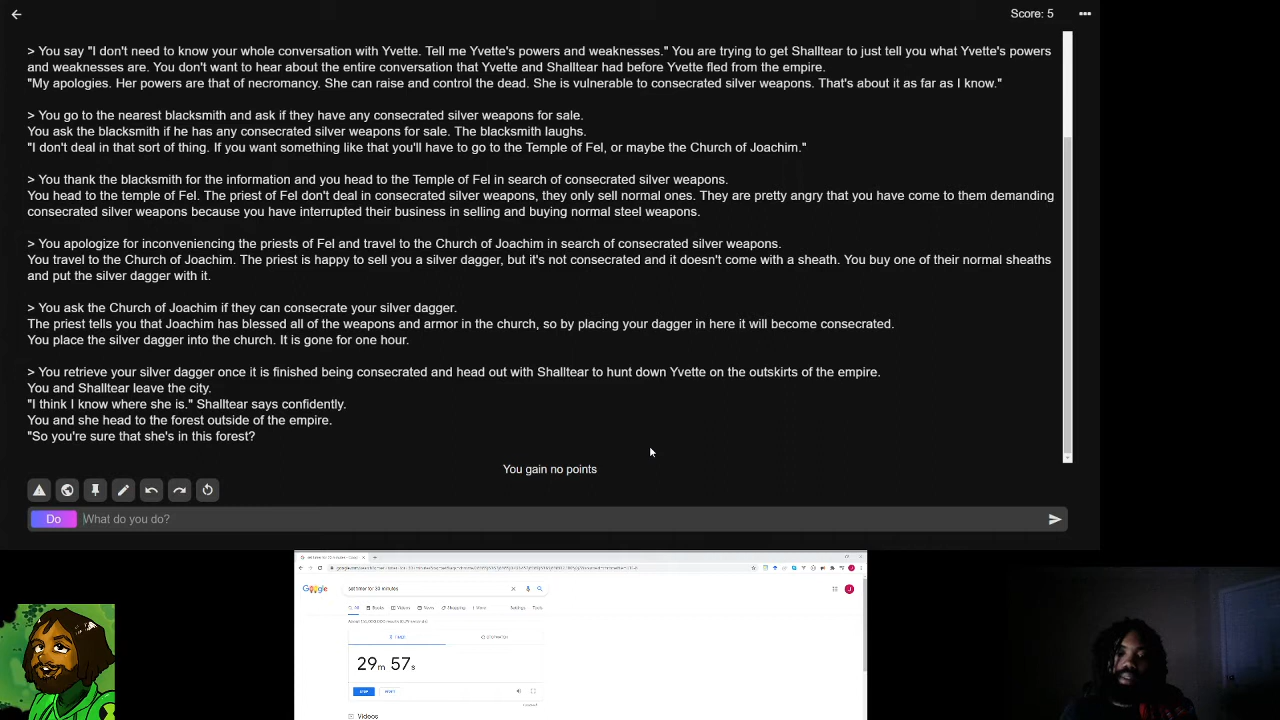 Score: 5
> You say "I don't need to know your whole conversation with Yvette. Tell me Yvette's powers and weaknesses." You are trying to get Shalltear to just tell you what Yvette's powers
and weaknesses are. You don't want to hear about the entire conversation that Yvette and Shalltear had before Yvette fled from the empire.
"My apologies. Her powers are that of necromancy. She can raise and control the dead. She is vulnerable to consecrated silver weapons. That's about it as far as I know."
> You go to the nearest blacksmith and ask if they have any consecrated silver weapons for sale.
You ask the blacksmith if he has any consecrated silver weapons for sale. The blacksmith laughs.
"I don't deal in that sort of thing. If you want something like that you'll have to go to the Temple of Fel, or maybe the Church of Joachim."
> You thank the blacksmith for the information and you head to the Temple of Fel in search of consecrated silver weapons.
You head to the temple of Fel. The priest of Fel don't deal in consecrated silver weapons, they only sell normal ones. They are pretty angry that you have come to them demanding
consecrated silver weapons because you have interrupted their business in selling and buying normal steel weapons.
> You apologize for inconveniencing the priests of Fel and travel to the Church of Joachim in search of consecrated silver weapons.
You travel to the Church of Joachim. The priest is happy to sell you a silver dagger, but it's not consecrated and it doesn't come with a sheath. You buy one of their normal sheaths
and put the silver dagger with it.
> You ask the Church of Joachim if they can consecrate your silver dagger.
The priest tells you that Joachim has blessed all of the weapons and armor in the church, so by placing your dagger in here it will become consecrated.
You place the silver dagger into the church. It is gone for one hour.
> You retrieve your silver dagger once it is finished being consecrated and head out with Shalltear to hunt down Yvette on the outskirts of the empire.
You and Shalltear leave the city.
"I think I know where she is." Shalltear says confidently.
You and she head to the forest outside of the empire.
"So you're sure that she's in this forest?
You gain no points
Do What do you do?
Google
All Books Videos News Shopping More Settings Tools
29m 57s
Videos